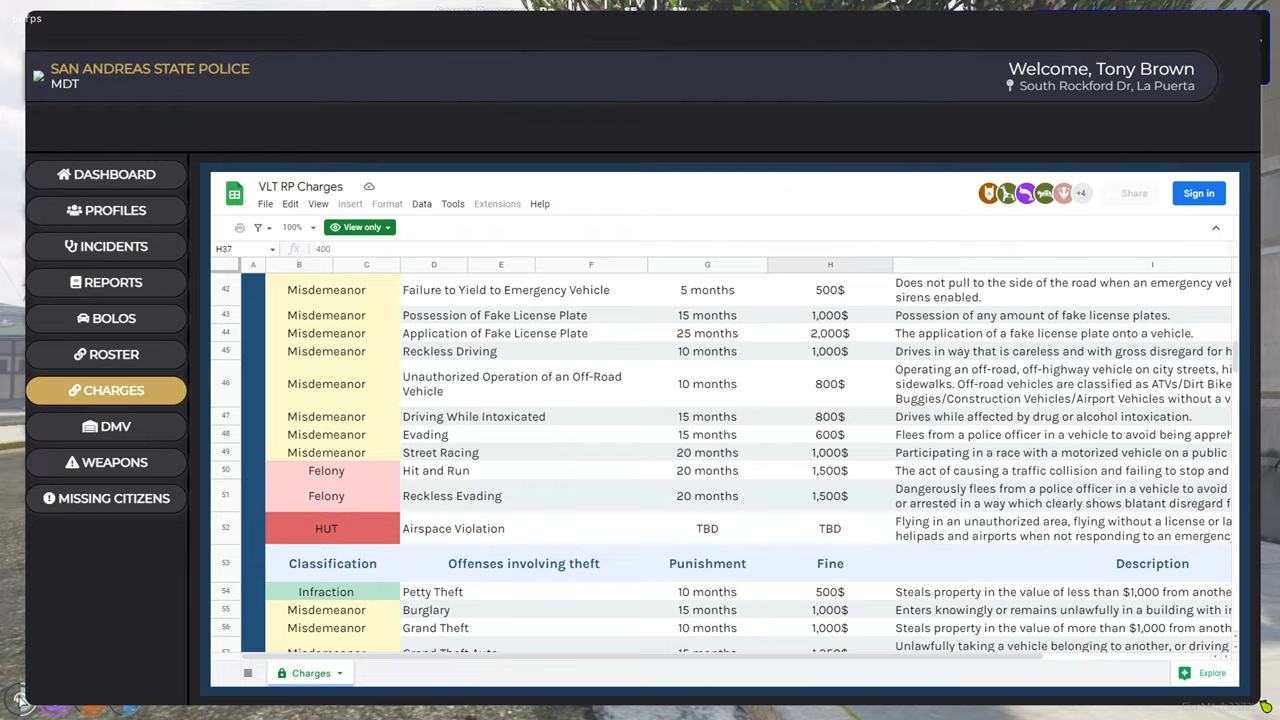 SAN ANDREAS STATE POLICE
MDT
Welcome, Tony Brown
South Rockford Dr, La Puerta
DASHBOARD
PROFILES
INCIDENTS
REPORTS
BOLOS
ROSTER
CHARGES
DMV
WEAPONS
MISSING CITIZENS
VLT RP Charges
File Edit View Insert Format Data Tools Extensions Help
+4 Share Sign in
100% View only
H37 400
A B C D E F G H I
42 Misdemeanor Failure to Yield to Emergency Vehicle 5 months 500$ Does not pull to the side of the road when an emergency veh
sirens enabled.
43 Misdemeanor Possession of Fake License Plate 15 months 1,000$ Possession of any amount of fake license plates.
44 Misdemeanor Application of Fake License Plate 25 months 2,000$ The application of a fake license plate onto a vehicle.
45 Misdemeanor Reckless Driving 10 months 1,000$ Drives in way that is careless and with gross disregard for h
46 Misdemeanor Unauthorized Operation of an Off-Road
Vehicle 10 months 800$ Operating an off-road, off-highway vehicle on city streets, hi
sidewalks. Off-road vehicles are classified as ATVs/Dirt Bike
Buggies/Construction Vehicles/Airport Vehicles without a v
47 Misdemeanor Driving While Intoxicated 15 months 800$ Drives while affected by drug or alcohol intoxication.
48 Misdemeanor Evading 15 months 600$ Flees from a police officer in a vehicle to avoid being appreh
49 Misdemeanor Street Racing 20 months 1,000$ Participating in a race with a motorized vehicle on a public
50 Felony Hit and Run 20 months 1,500$ The act of causing a traffic collision and failing to stop and
51 Felony Reckless Evading 20 months 1,500$ Dangerously flees from a police officer in a vehicle to avoid
or arrested in a way which clearly shows blatant disregard f
52 HUT Airspace Violation TBD TBD Flying in an unauthorized area, flying without a license or la
helipads and airports when not responding to an emergenc
53 Classification Offenses involving theft Punishment Fine Description
54 Infraction Petty Theft 10 months 500$ Steals property in the value of less than $1,000 from anothe
55 Misdemeanor Burglary 15 months 1,000$ Enters knowingly or remains unlawfully in a building with in
56 Misdemeanor Grand Theft 10 months 1,000$ Steals property in the value of more than $1,000 from anoth
Unlawfully taking a vehicle belonging to another, or driving
57 Misdemeanor Grand Theft Auto 15 months
Charges
Explore